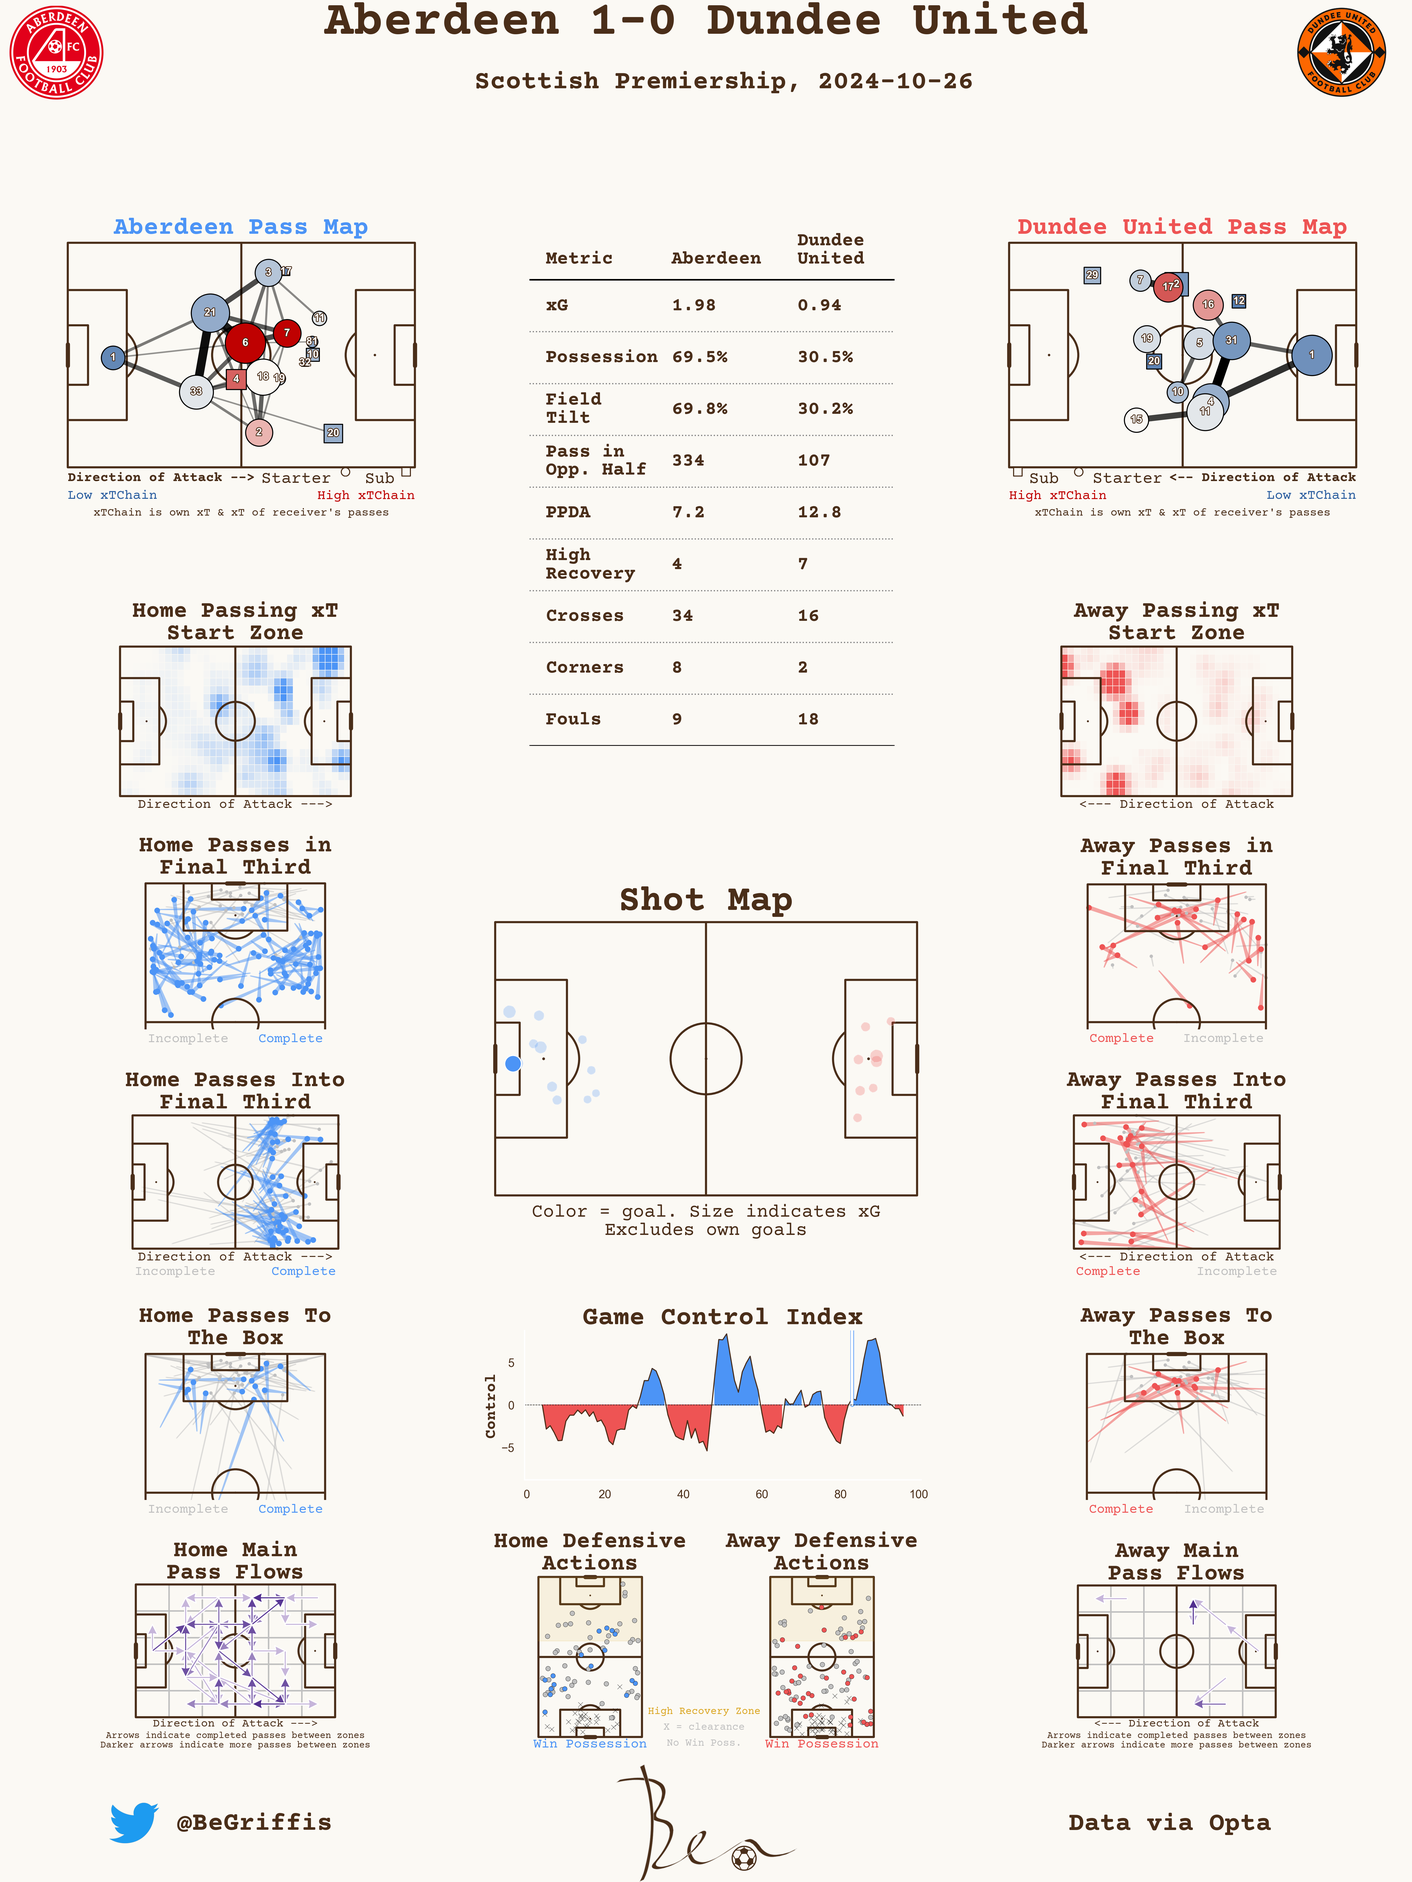 Aberdeen 1-0 Dundee United
Scottish Premiership, 2024-10-26
ABERDEEN
FC
1903
FOOTBALL CLUB
DUNDEE UNITED
FOOTBALL CLUB
Aberdeen Pass Map
3
17
21
11
6
7
81
10
1
32
4
18
19
33
2
20
Direction of Attack --> Starter Sub
Low xTChain High xTChain
xTChain is own xT & xT of receiver's passes
Metric Aberdeen Dundee United
xG 1.98 0.94
Possession 69.5% 30.5%
Field Tilt 69.8% 30.2%
Pass in Opp. Half 334 107
PPDA 7.2 12.8
High Recovery 4 7
Crosses 34 16
Corners 8 2
Fouls 9 18
Dundee United Pass Map
29
7
17
2
16
12
19
5
31
1
20
10
4
11
15
Sub Starter <-- Direction of Attack
High xTChain Low xTChain
xTChain is own xT & xT of receiver's passes
Home Passing xT
Start Zone
Direction of Attack --->
Away Passing xT
Start Zone
<--- Direction of Attack
Home Passes in
Final Third
Incomplete Complete
Away Passes in
Final Third
Complete Incomplete
Shot Map
Color = goal. Size indicates xG
Excludes own goals
Home Passes Into
Final Third
Direction of Attack --->
Incomplete Complete
Away Passes Into
Final Third
<--- Direction of Attack
Complete Incomplete
Home Passes To
The Box
Incomplete Complete
Game Control Index
Control
5
0
−5
0 20 40 60 80 100
Away Passes To
The Box
Complete Incomplete
Home Main
Pass Flows
Direction of Attack --->
Arrows indicate completed passes between zones
Darker arrows indicate more passes between zones
Home Defensive
Actions
Win Possession
High Recovery Zone
X = clearance
No Win Poss.
Away Defensive
Actions
Win Possession
Away Main
Pass Flows
<--- Direction of Attack
Arrows indicate completed passes between zones
Darker arrows indicate more passes between zones
@BeGriffis
Ben
Data via Opta